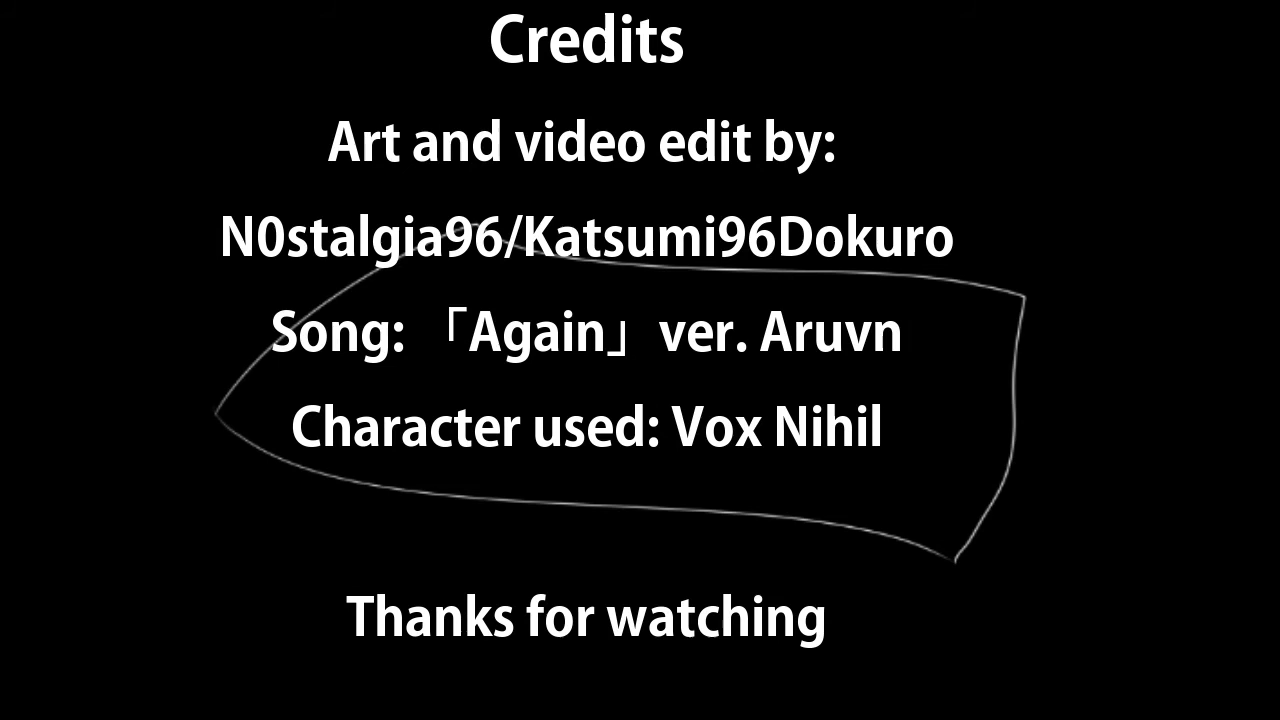 Credits
Art and video edit by:
N0stalgia96/Katsumi96Dokuro
Song: 「Again」 ver. Aruvn
Character used: Vox Nihil
Thanks for watching